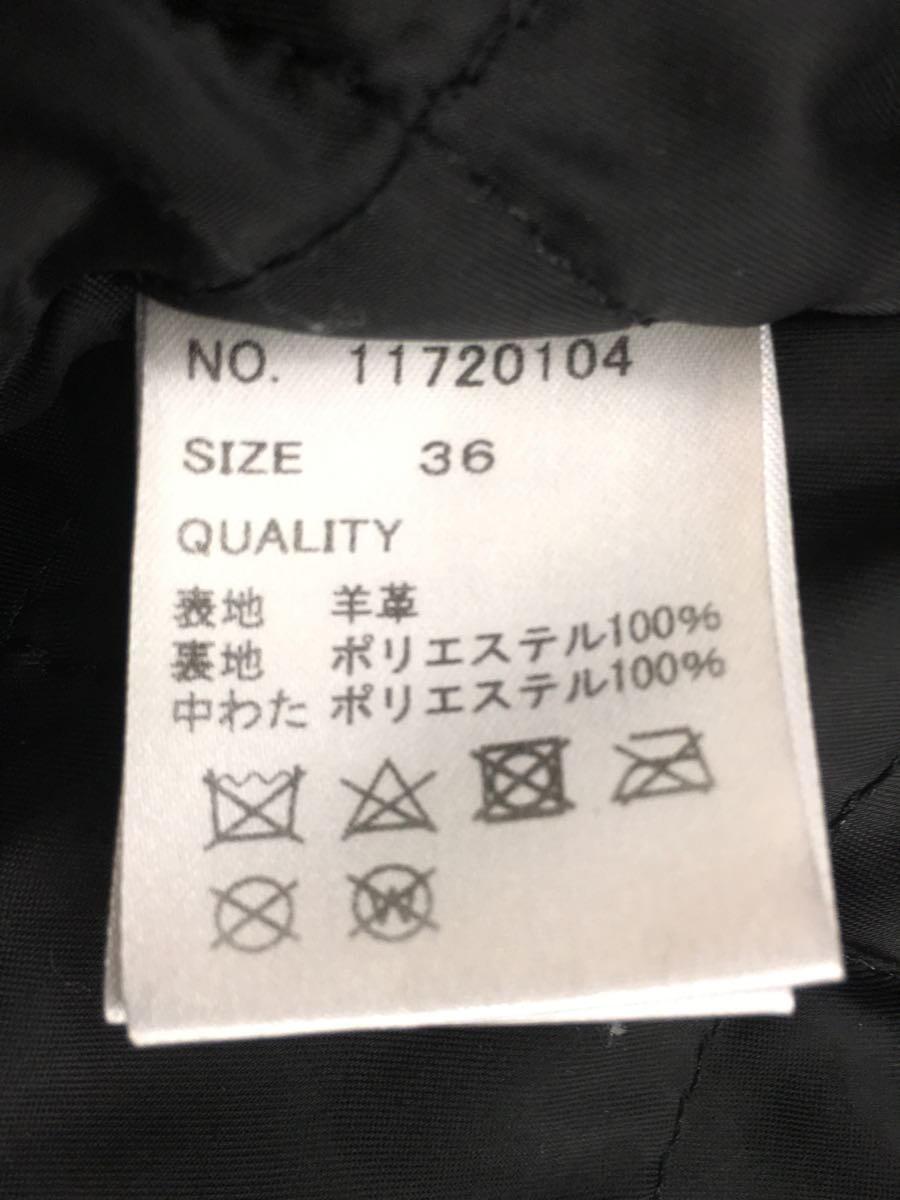 NO. 11720104
SIZE 36
QUALITY
表地 羊革
裏地 ポリエステル100%
中わた ポリエステル100%
W